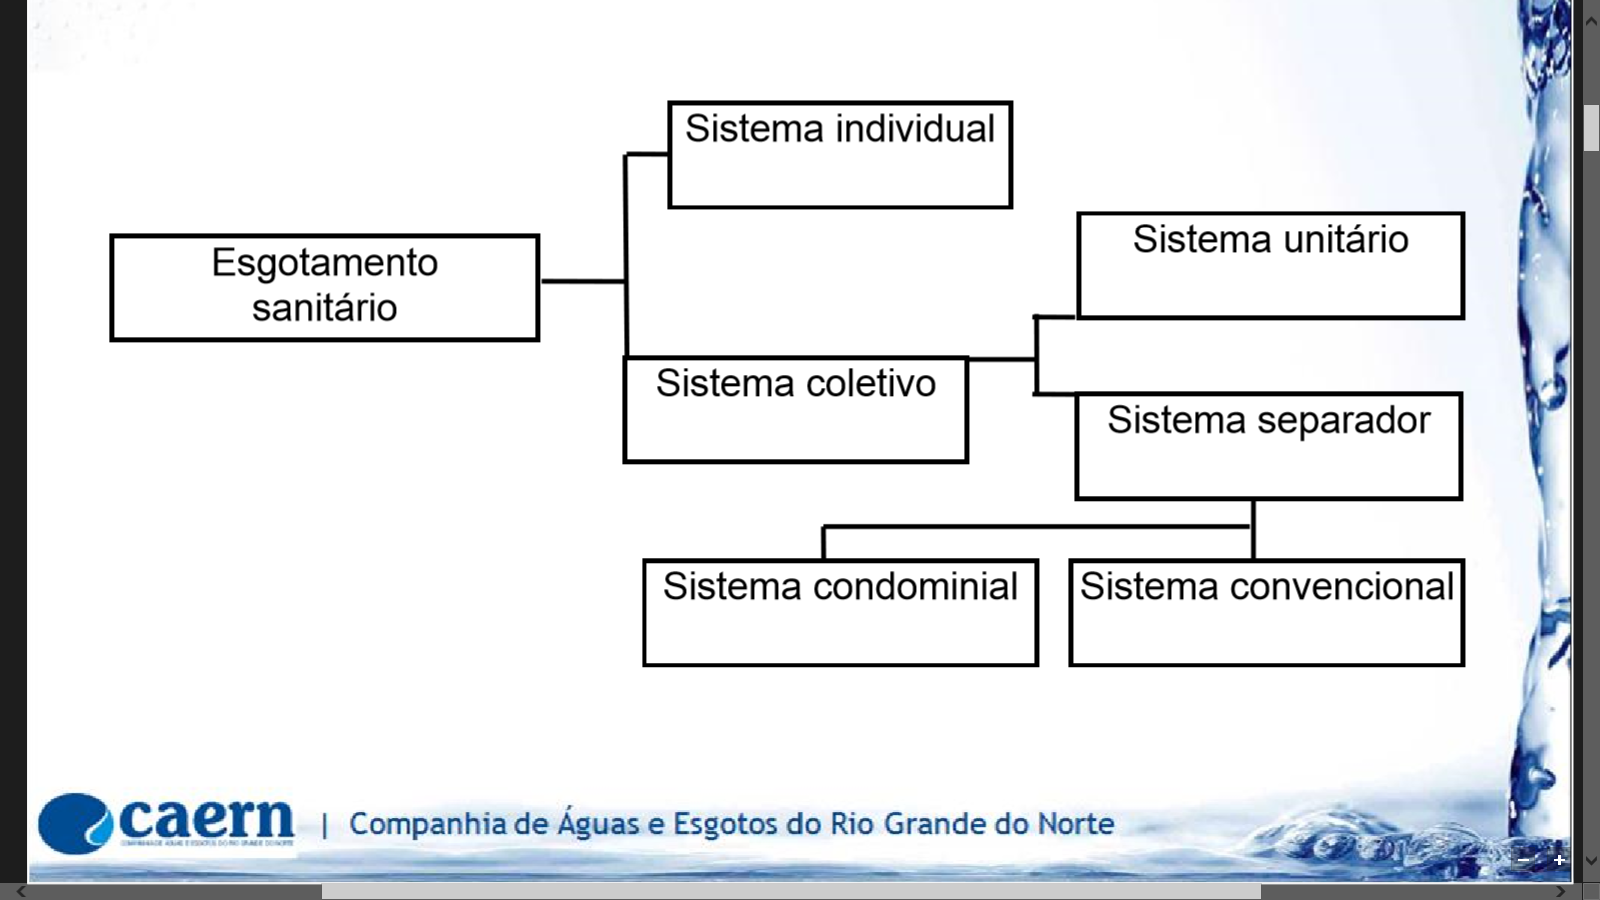 Sistema individual
Sistema unitário
Esgotamento
sanitário
Sistema coletivo
Sistema separador
Sistema condominial
Sistema convencional
caern
| Companhia de Águas e Esgotos do Rio Grande do Norte